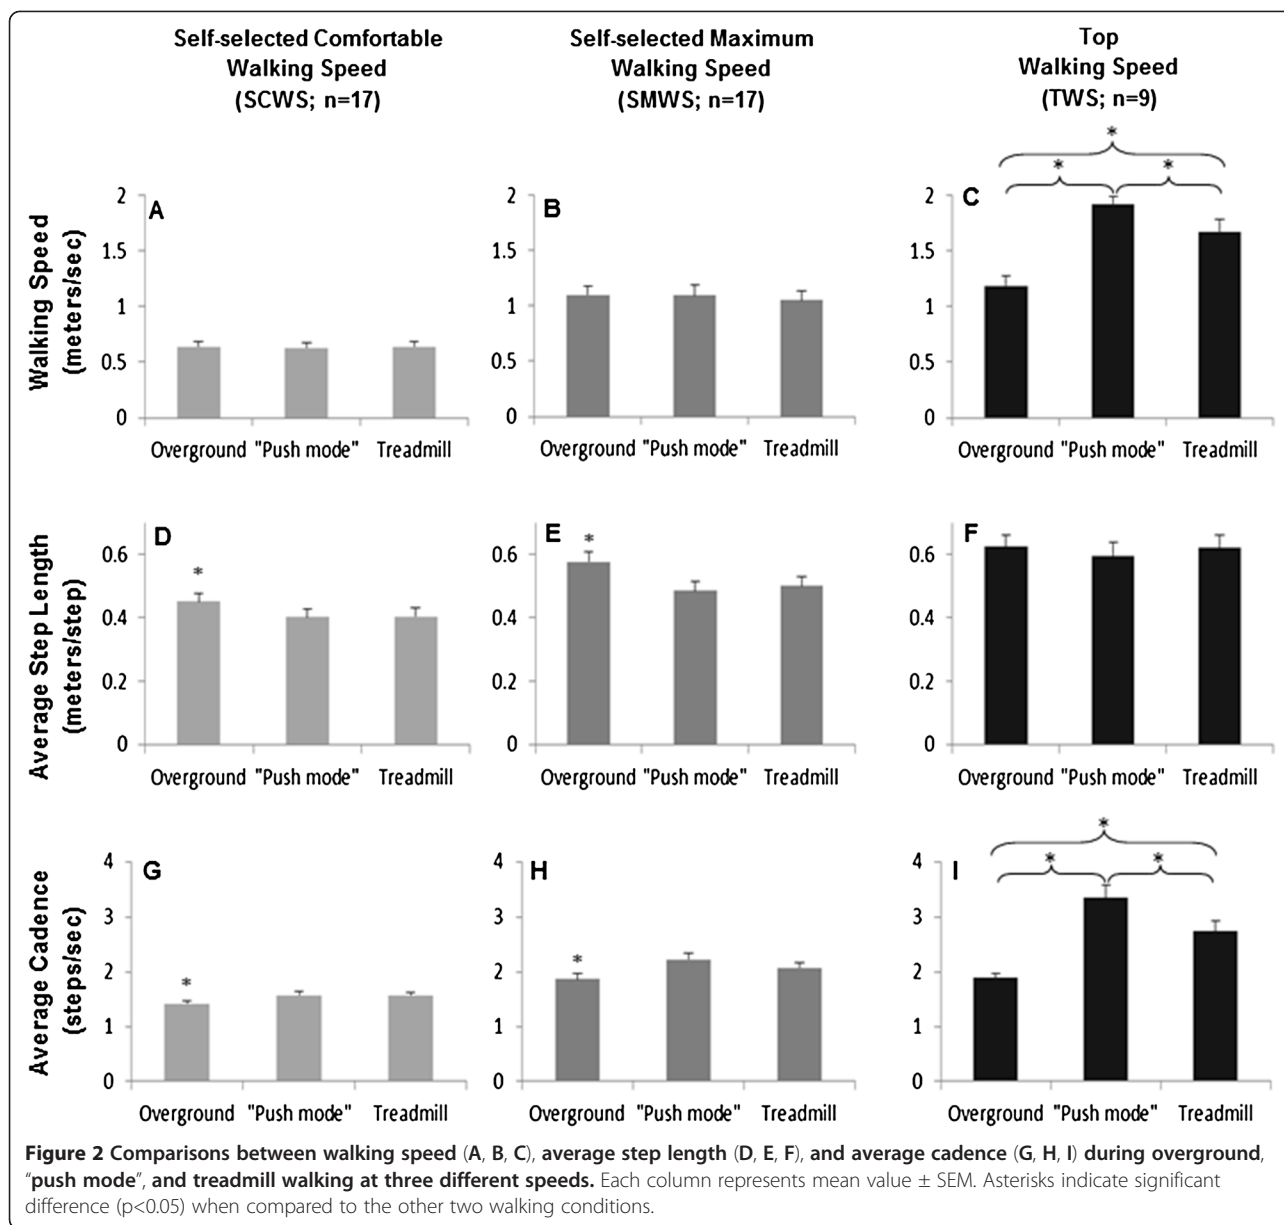 Self-selected Comfortable
Walking Speed
(SCWS; n=17)
Self-selected Maximum
Walking Speed
(SMWS; n=17)
Top
Walking Speed
(TWS; n=9)
Walking Speed
(meters/sec)
A
2
1.5
1
0.5
0
Overground "Push mode" Treadmill
B
2
1.5
1
0.5
0
Overground "Push mode" Treadmill
*
* *
C
2
1.5
1
0.5
0
Overground "Push mode" Treadmill
Average Step Length
(meters/step)
D
*
0.6
0.4
0.2
0
Overground "Push mode" Treadmill
E
*
0.6
0.4
0.2
0
Overground "Push mode" Treadmill
F
0.6
0.4
0.2
0
Overground "Push mode" Treadmill
Average Cadence
(steps/sec)
G
*
4
3
2
1
0
Overground "Push mode" Treadmill
H
*
4
3
2
1
0
Overground "Push mode" Treadmill
*
* *
I
4
3
2
1
0
Overground "Push mode" Treadmill
Figure 2 Comparisons between walking speed (A, B, C), average step length (D, E, F), and average cadence (G, H, I) during overground,
“push mode”, and treadmill walking at three different speeds. Each column represents mean value ± SEM. Asterisks indicate significant
difference (p<0.05) when compared to the other two walking conditions.